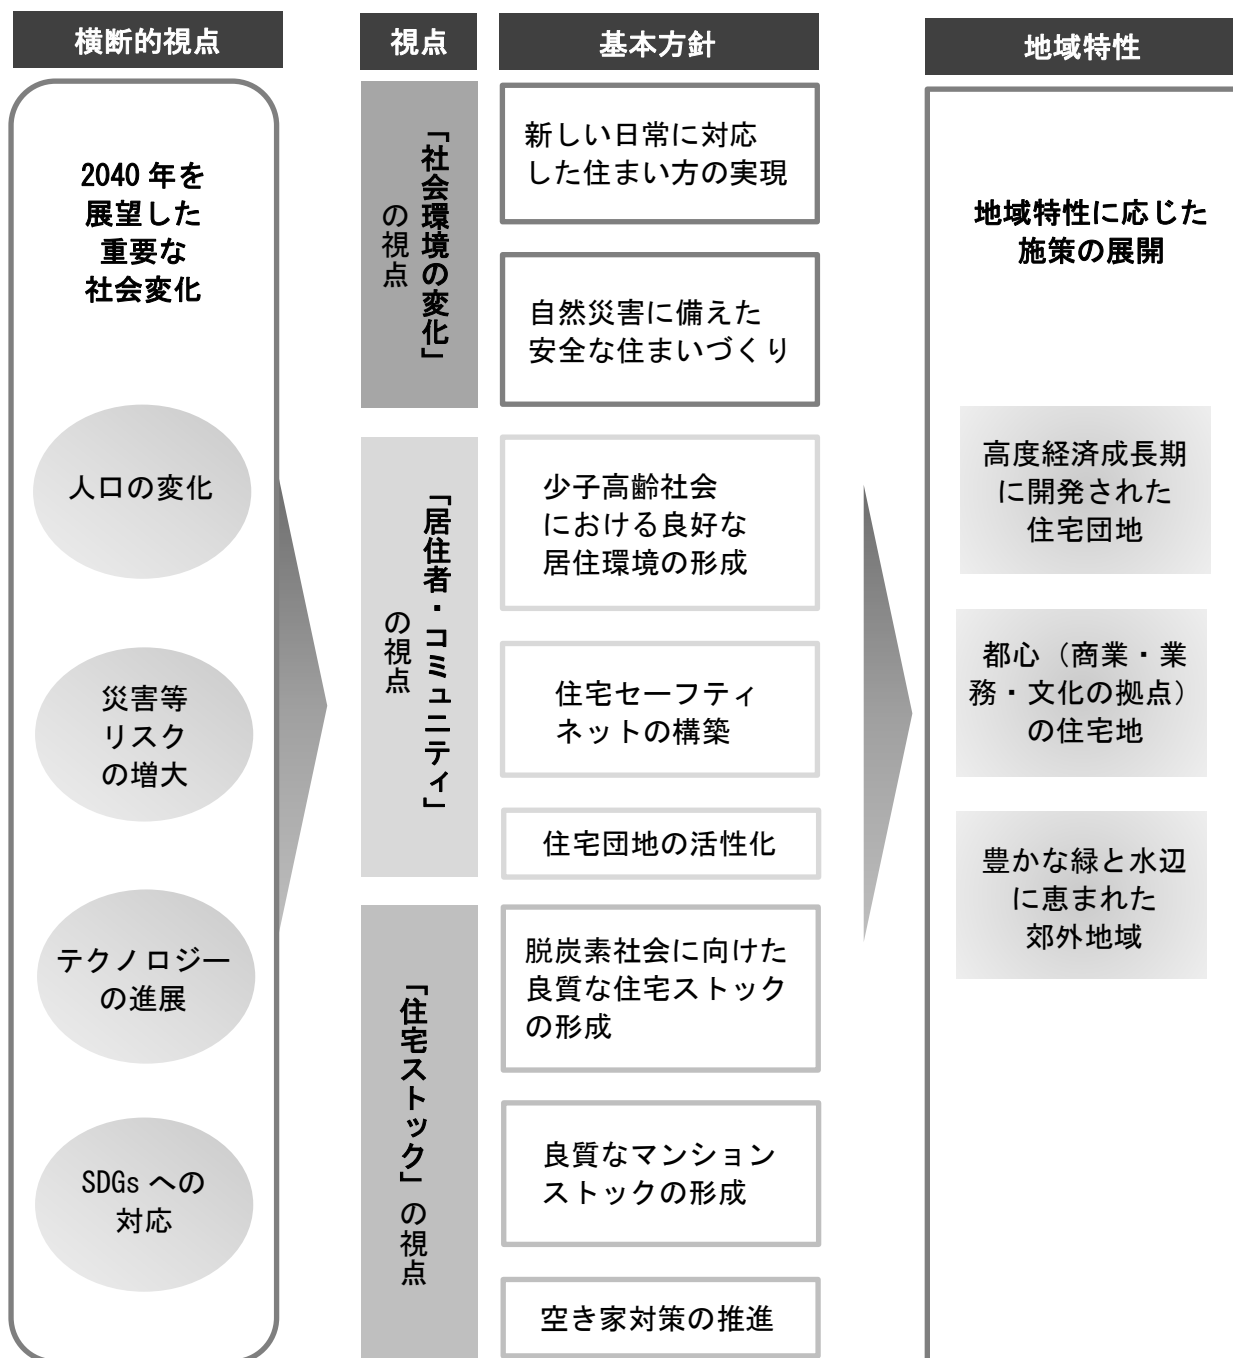 横断的視点
2040 年を
展望した
重要な
社会変化
人口の変化
災害等
リスク
の増大
テクノロジー
の進展
SDGs への
対応
視点
基本方針
「社会環境の変化」
の視点
新しい日常に対応
した住まい方の実現
自然災害に備えた
安全な住まいづくり
「居住者・コミュニティ」
の視点
少子高齢社会
における良好な
居住環境の形成
住宅セーフティ
ネットの構築
住宅団地の活性化
「住宅ストック」の視点
脱炭素社会に向けた
良質な住宅ストック
の形成
良質なマンション
ストックの形成
空き家対策の推進
地域特性
地域特性に応じた
施策の展開
高度経済成長期
に開発された
住宅団地
都心（商業・業
務・文化の拠点）
の住宅地
豊かな緑と水辺
に恵まれた
郊外地域